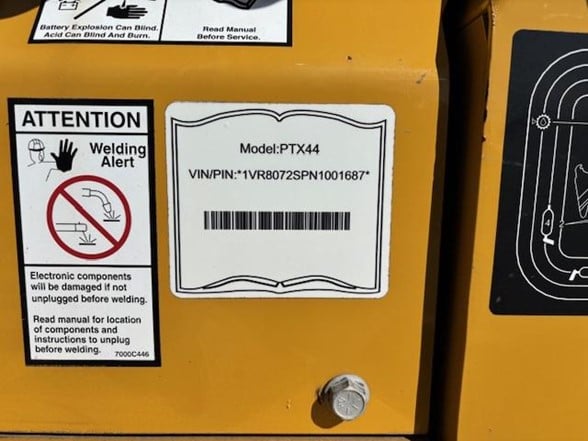 Battery Explosion Can Blind.
Acid Can Blind And Burn.
Read Manual
Before Service.
ATTENTION
Welding
Alert
Electronic components
will be damaged if not
unplugged before welding.
Read manual for location
of components and
instructions to unplug
before welding.
7000C446
Model:PTX44
VIN/PIN:*1VR8072SPN1001687*
4
2